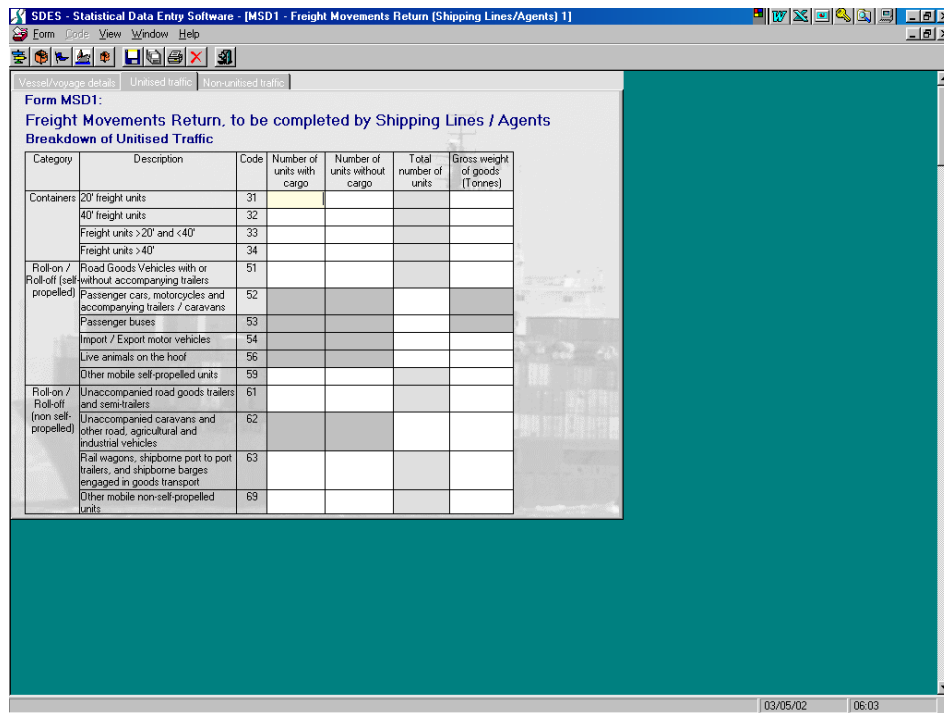 SDES - Statistical Data Entry Software - [MSD1 - Freight Movements Return (Shipping Lines/Agents) 1]
Form Code View Window Help
Vessel/voyage details Unitised traffic Non-unitised traffic
Form MSD1:
Freight Movements Return, to be completed by Shipping Lines / Agents
Breakdown of Unitised Traffic
Category Description Code Number of units with cargo Number of units without cargo Total number of units Gross weight of goods (Tonnes)
Containers 20' freight units 31
40' freight units 32
Freight units >20' and <40' 33
Freight units >40' 34
Roll-on / Roll-off (self-propelled) Road Goods Vehicles with or without accompanying trailers 51
Passenger cars, motorcycles and accompanying trailers / caravans 52
Passenger buses 53
Import / Export motor vehicles 54
Live animals on the hoof 56
Other mobile self-propelled units 59
Roll-on / Roll-off (non self-propelled) Unaccompanied road goods trailers and semi-trailers 61
Unaccompanied caravans and other road, agricultural and industrial vehicles 62
Rail wagons, shipborne port to port trailers, and shipborne barges engaged in goods transport 63
Other mobile non-self-propelled units 69
03/05/02 06:03